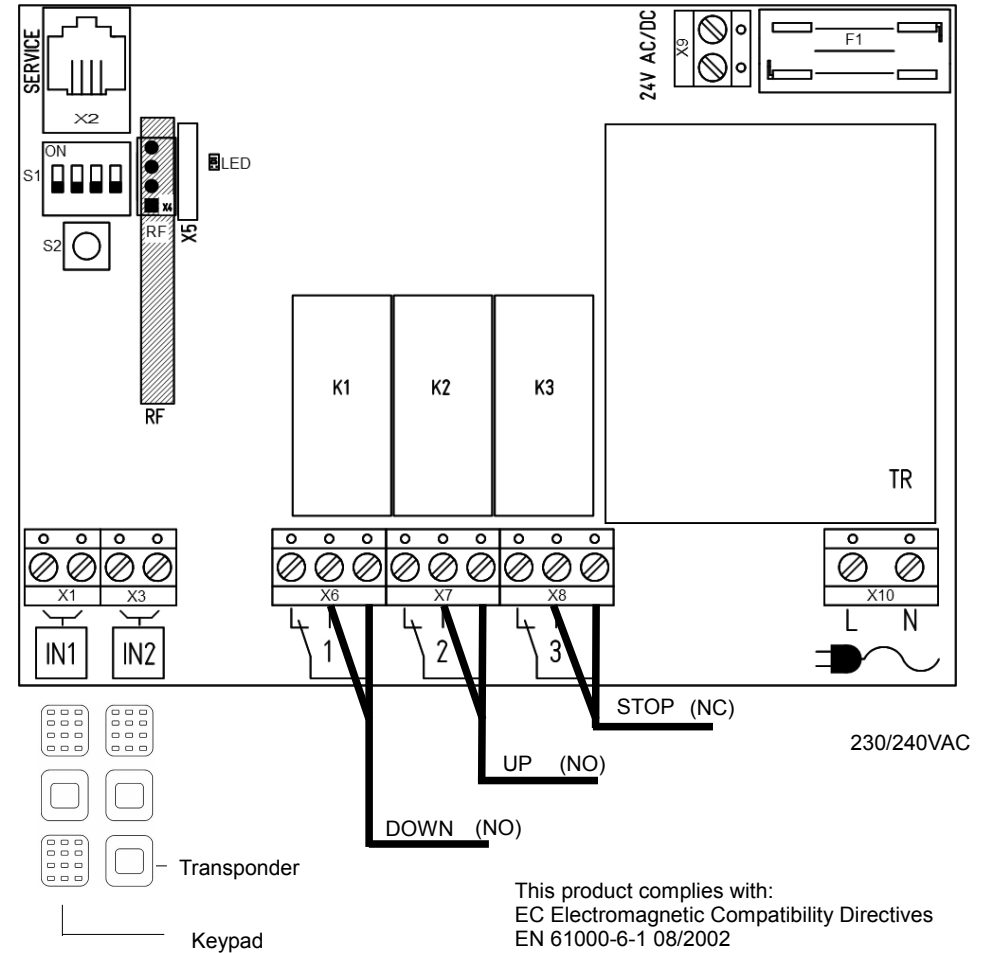 SERVICE
X2
24V AC/DC
X9
F1
ON
S1
X4
LED
S2
RF
X5
RF
K1
K2
K3
TR
X1
X3
X6
X7
X8
X10
IN1
IN2
1
2
3
L
N
STOP (NC)
230/240VAC
UP (NO)
DOWN (NO)
Transponder
Keypad
This product complies with:
EC Electromagnetic Compatibility Directives
EN 61000-6-1 08/2002